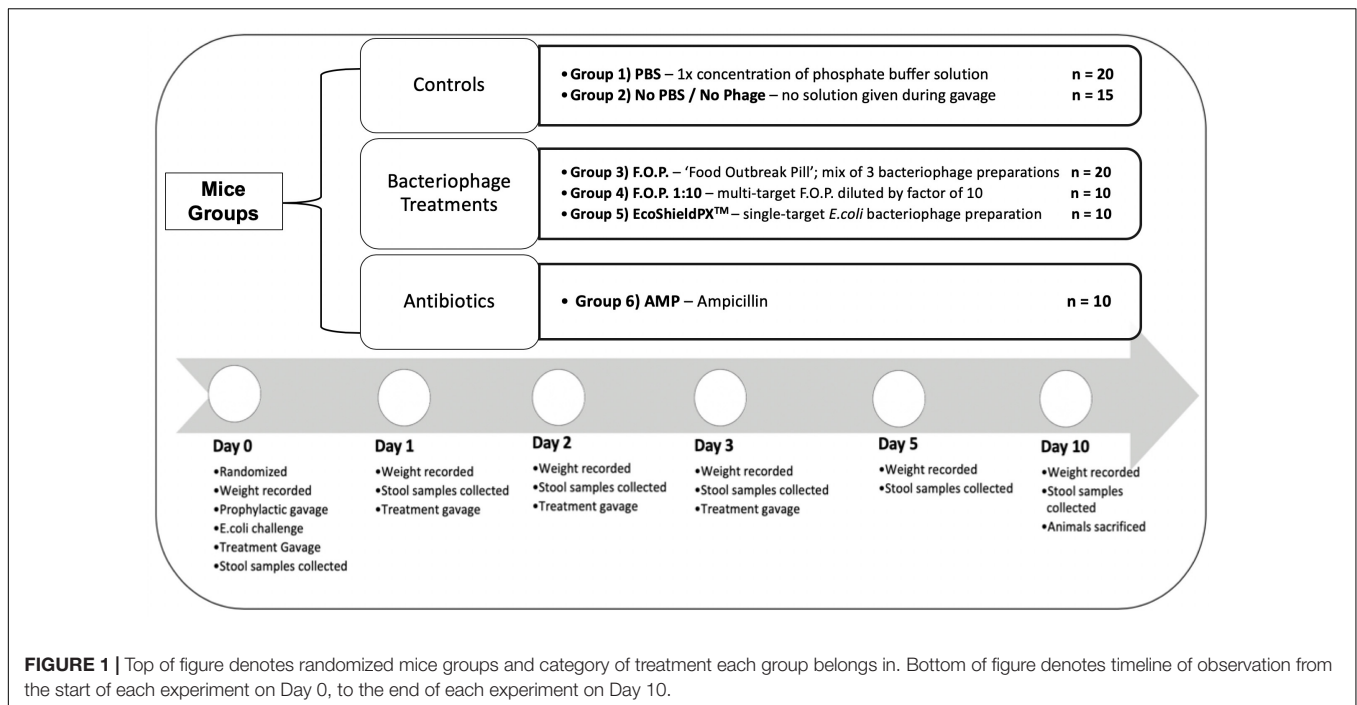 Controls
• Group 1) PBS – 1x concentration of phosphate buffer solution n = 20
• Group 2) No PBS / No Phage – no solution given during gavage n = 15
Mice
Groups
Bacteriophage
Treatments
• Group 3) F.O.P. – 'Food Outbreak Pill'; mix of 3 bacteriophage preparations n = 20
• Group 4) F.O.P. 1:10 – multi-target F.O.P. diluted by factor of 10 n = 10
• Group 5) EcoShieldPX™ – single-target E.coli bacteriophage preparation n = 10
Antibiotics
• Group 6) AMP – Ampicillin n = 10
Day 0
•Randomized
•Weight recorded
•Prophylactic gavage
•E.coli challenge
•Treatment Gavage
•Stool samples collected
Day 1
•Weight recorded
•Stool samples collected
•Treatment gavage
Day 2
•Weight recorded
•Stool samples collected
•Treatment gavage
Day 3
•Weight recorded
•Stool samples collected
•Treatment gavage
Day 5
•Weight recorded
•Stool samples collected
Day 10
•Weight recorded
•Stool samples
collected
•Animals sacrificed
FIGURE 1 | Top of figure denotes randomized mice groups and category of treatment each group belongs in. Bottom of figure denotes timeline of observation from
the start of each experiment on Day 0, to the end of each experiment on Day 10.